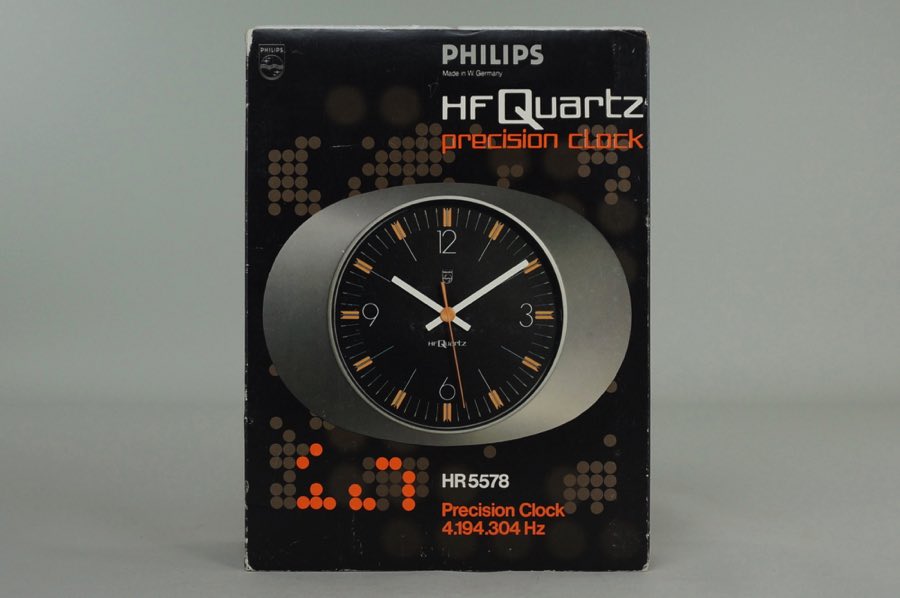 PHILIPS
PHILIPS
Made in W. Germany
HF Quartz
precision clock
12
9
3
HF Quartz
6
HR 5578
Precision Clock
4.194.304 Hz